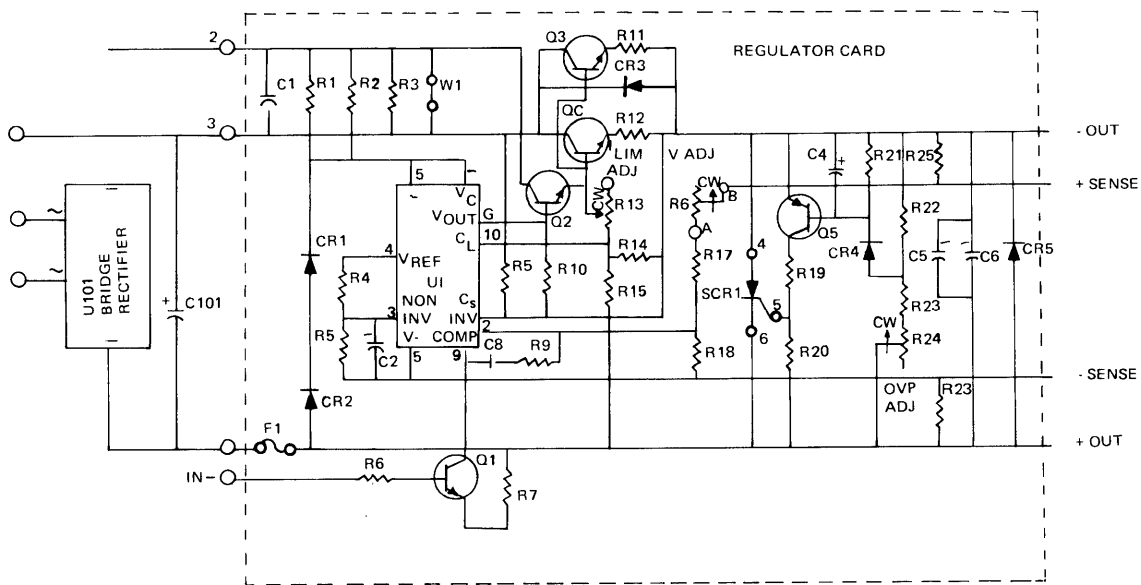 2
Q3
R11
REGULATOR CARD
CR3
C1
R1
R2
R3
W1
QC
3
R12
- OUT
LIM
ADJ
V ADJ
C4
+
R21
R25
5
-
VC
CW
CW
B
+ SENSE
VOUT
G
Q2
R13
R6
Q5
R22
CL
10
A
CR4
C5
C6
CR5
~
~
U101
BRIDGE
RECTIFIER
+
C101
CR1
4
VREF
R4
UI
R5
R10
R14
R17
4
R19
NON
INV
CS
INV
R15
SCR1
5
R23
3
R5
V-
COMP
2
CW
R24
C2
5
9
C8
R9
R18
6
R20
- SENSE
CR2
OVP
ADJ
R23
F1
+ OUT
IN-
R6
Q1
R7